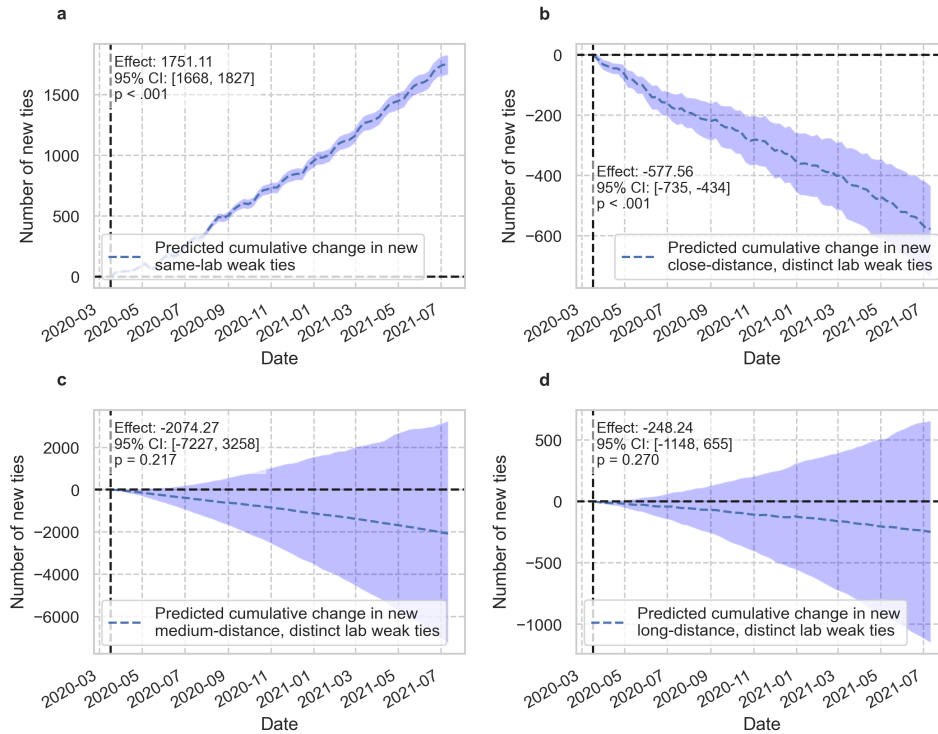 a
Effect: 1751.11
95% CI: [1668, 1827]
p < .001
Number of new ties
1500
1000
500
0
Predicted cumulative change in new
same-lab weak ties
2020-03
2020-05
2020-07
2020-09
2020-11
2021-01
2021-03
2021-05
2021-07
Date
b
Number of new ties
0
−200
−400
−600
Effect: -577.56
95% CI: [-735, -434]
p < .001
Predicted cumulative change in new
close-distance, distinct lab weak ties
2020-03
2020-05
2020-07
2020-09
2020-11
2021-01
2021-03
2021-05
2021-07
Date
c
Effect: -2074.27
95% CI: [-7227, 3258]
p = 0.217
Number of new ties
2000
0
−2000
−4000
−6000
Predicted cumulative change in new
medium-distance, distinct lab weak ties
2020-03
2020-05
2020-07
2020-09
2020-11
2021-01
2021-03
2021-05
2021-07
Date
d
Effect: -248.24
95% CI: [-1148, 655]
p = 0.270
Number of new ties
500
0
−500
−1000
Predicted cumulative change in new
long-distance, distinct lab weak ties
2020-03
2020-05
2020-07
2020-09
2020-11
2021-01
2021-03
2021-05
2021-07
Date